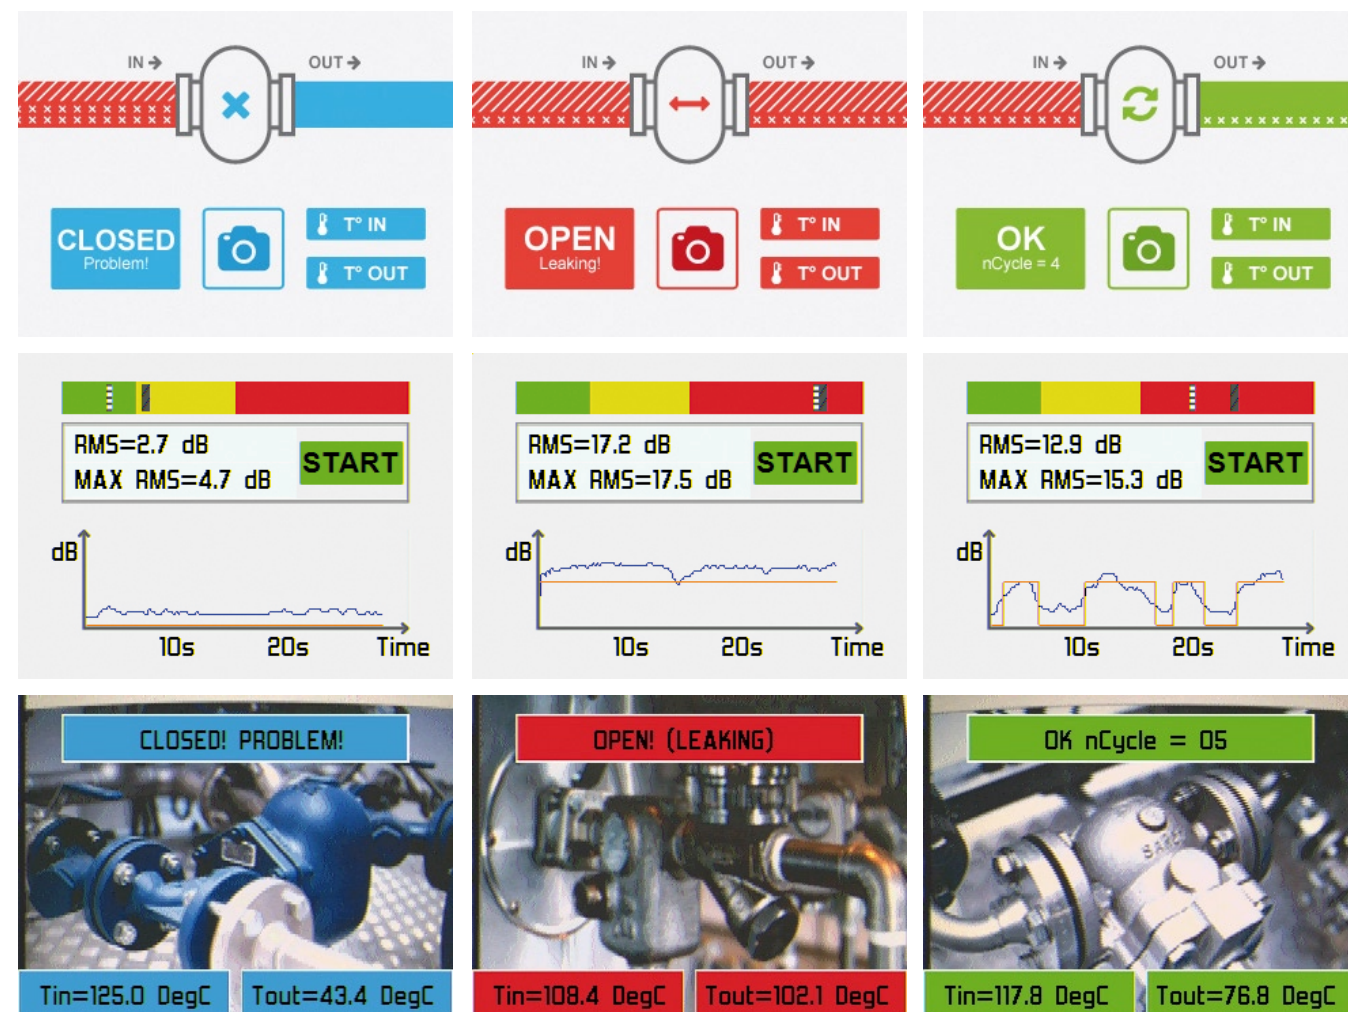 IN → OUT →
CLOSED
Problem!
T° IN
T° OUT
IN → OUT →
OPEN
Leaking!
T° IN
T° OUT
IN → OUT →
OK
nCycle = 4
T° IN
T° OUT
RMS=2.7 dB
MAX RMS=4.7 dB
START
dB
10s 20s Time
RMS=17.2 dB
MAX RMS=17.5 dB
START
dB
10s 20s Time
RMS=12.9 dB
MAX RMS=15.3 dB
START
dB
10s 20s Time
CLOSED! PROBLEM!
Tin=125.0 DegC Tout=43.4 DegC
OPEN! (LEAKING)
Tin=108.4 DegC Tout=102.1 DegC
OK nCycle = 05
Tin=117.8 DegC Tout=76.8 DegC